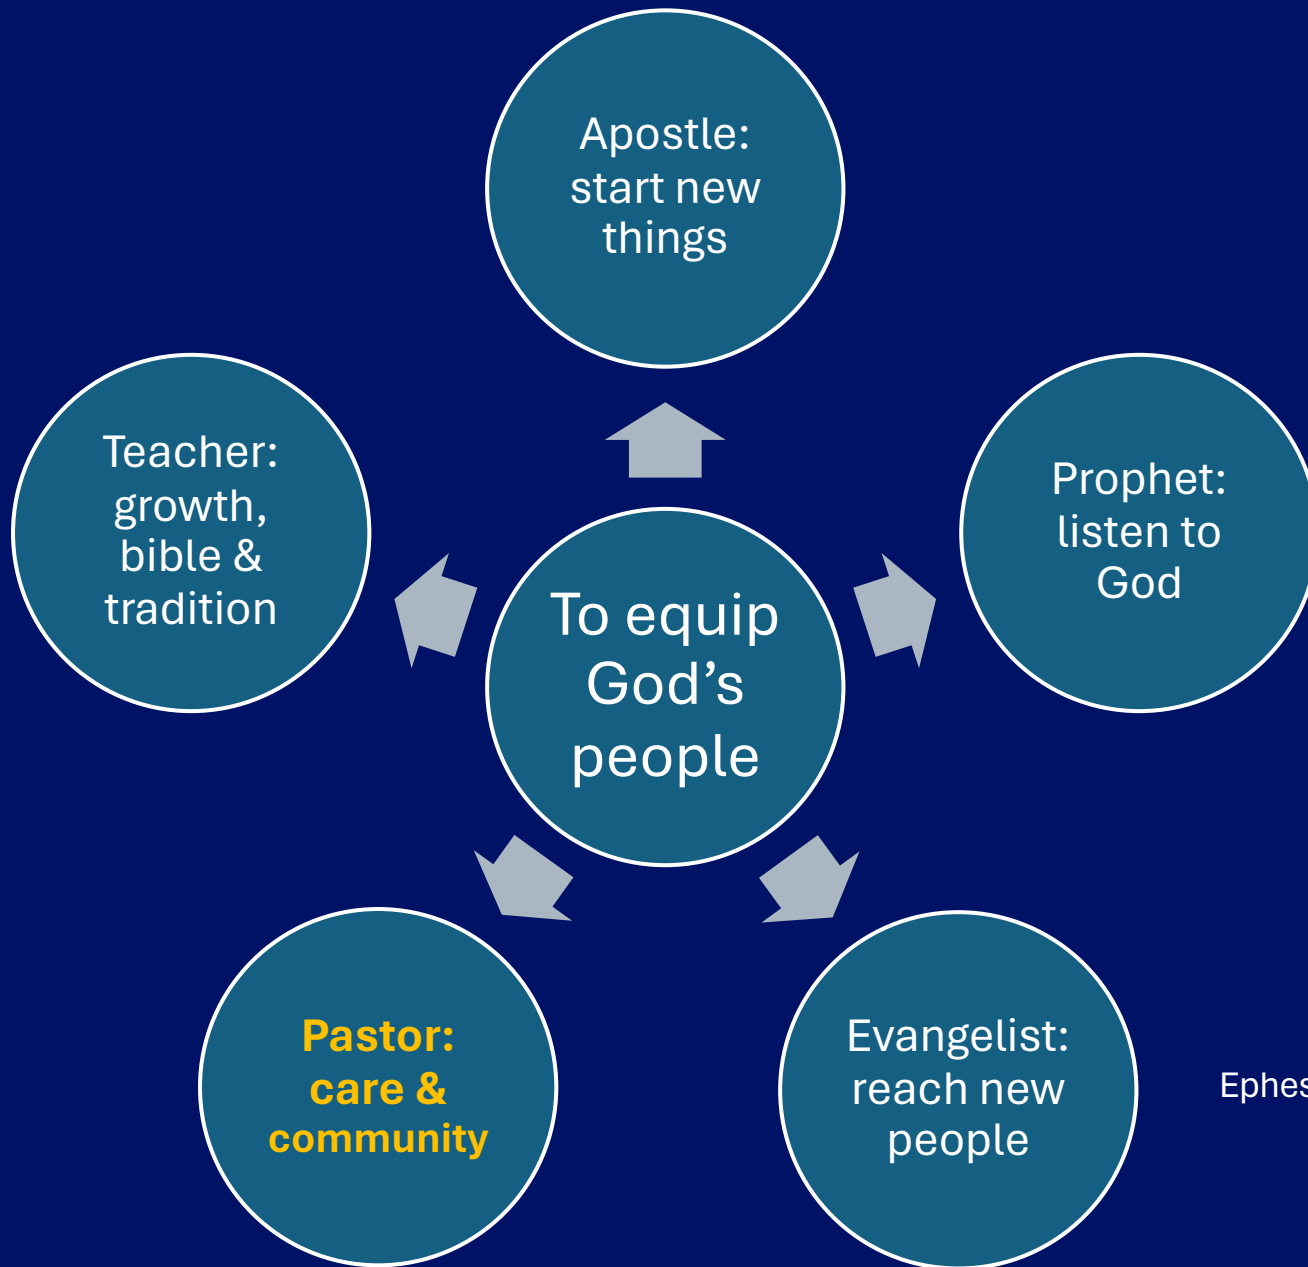 Apostle:
start new
things
Teacher:
growth,
bible &
tradition
Prophet:
listen to
God
To equip
God’s
people
Pastor:
care &
community
Evangelist:
reach new
people
Ephes